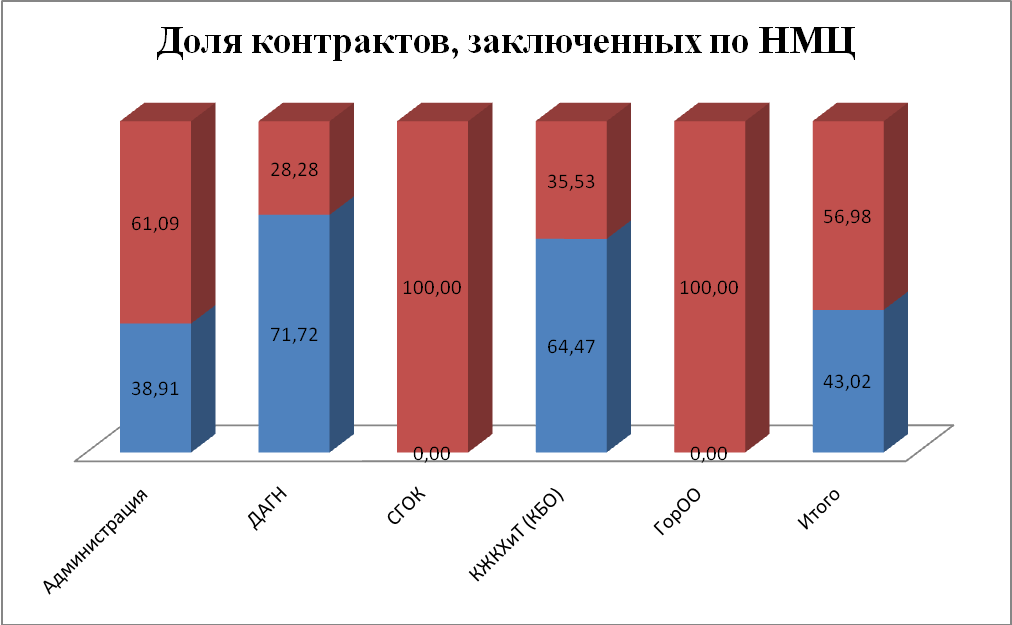 Доля контрактов, заключенных по НМЦ
61,09
28,28
100,00
35,53
100,00
56,98
38,91
71,72
0,00
64,47
0,00
43,02
Администрация
ДАГН
СГОК
КЖКХиТ (КБО)
ГорОО
Итого